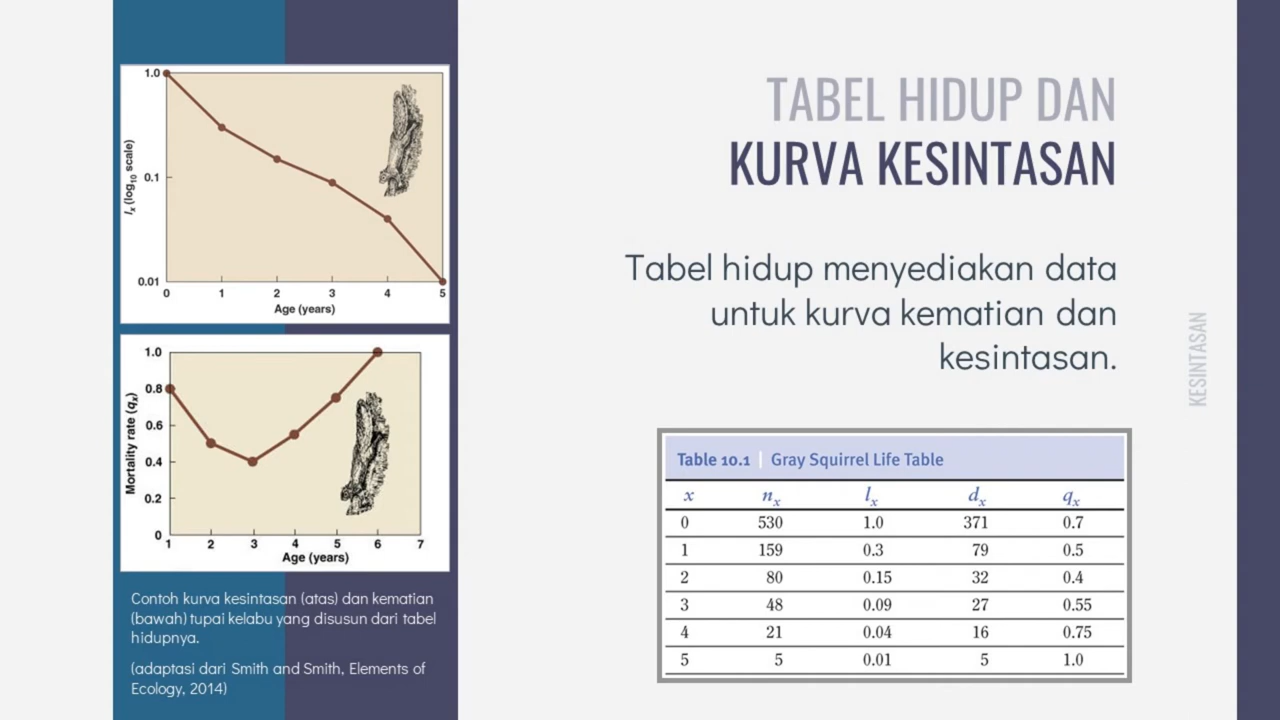 1.0
0.1
0.01
lx (log10 scale)
0 1 2 3 4 5
Age (years)
1.0
0.8
0.6
0.4
0.2
0
Mortality rate (qx)
1 2 3 4 5 6 7
Age (years)
Contoh kurva kesintasan (atas) dan kematian
(bawah) tupai kelabu yang disusun dari tabel
hidupnya.
(adaptasi dari Smith and Smith, Elements of
Ecology, 2014)
TABEL HIDUP DAN
KURVA KESINTASAN
Tabel hidup menyediakan data
untuk kurva kematian dan
kesintasan.
Table 10.1 | Gray Squirrel Life Table
x nx lx dx qx
0 530 1.0 371 0.7
1 159 0.3 79 0.5
2 80 0.15 32 0.4
3 48 0.09 27 0.55
4 21 0.04 16 0.75
5 5 0.01 5 1.0
KESINTASAN